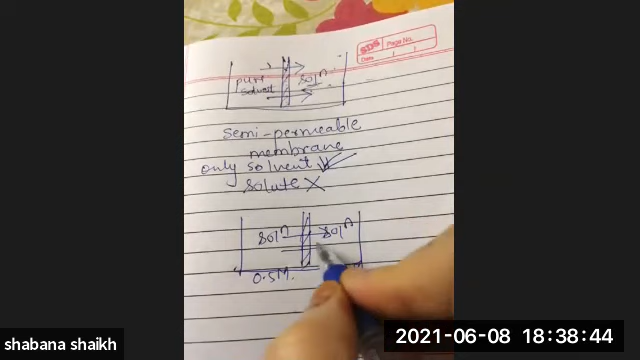 SDS
Page No.
Date
pure
solvent
solⁿ
semi-permeable
membrane
only solvent ✓
solute X
solⁿ
solⁿ
0.5M.
M
shabana shaikh
2021-06-08 18:38:44